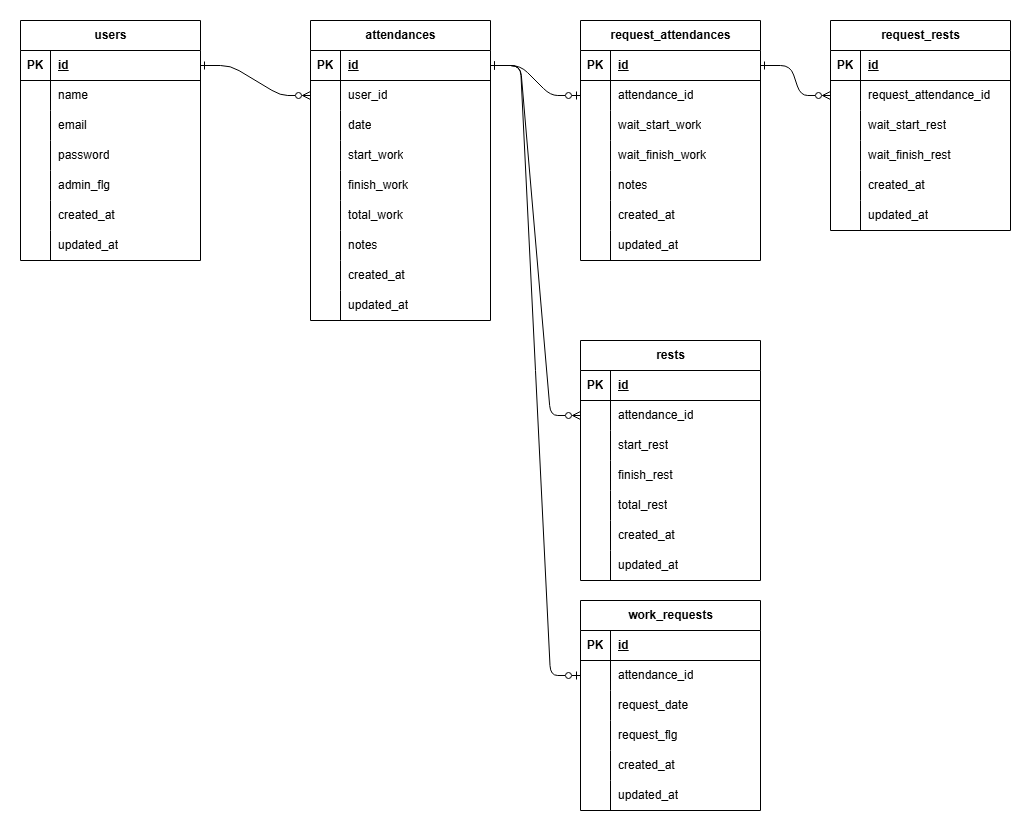 users
PK id
name
email
password
admin_flg
created_at
updated_at
attendances
PK id
user_id
date
start_work
finish_work
total_work
notes
created_at
updated_at
request_attendances
PK id
attendance_id
wait_start_work
wait_finish_work
notes
created_at
updated_at
request_rests
PK id
request_attendance_id
wait_start_rest
wait_finish_rest
created_at
updated_at
rests
PK id
attendance_id
start_rest
finish_rest
total_rest
created_at
updated_at
work_requests
PK id
attendance_id
request_date
request_flg
created_at
updated_at